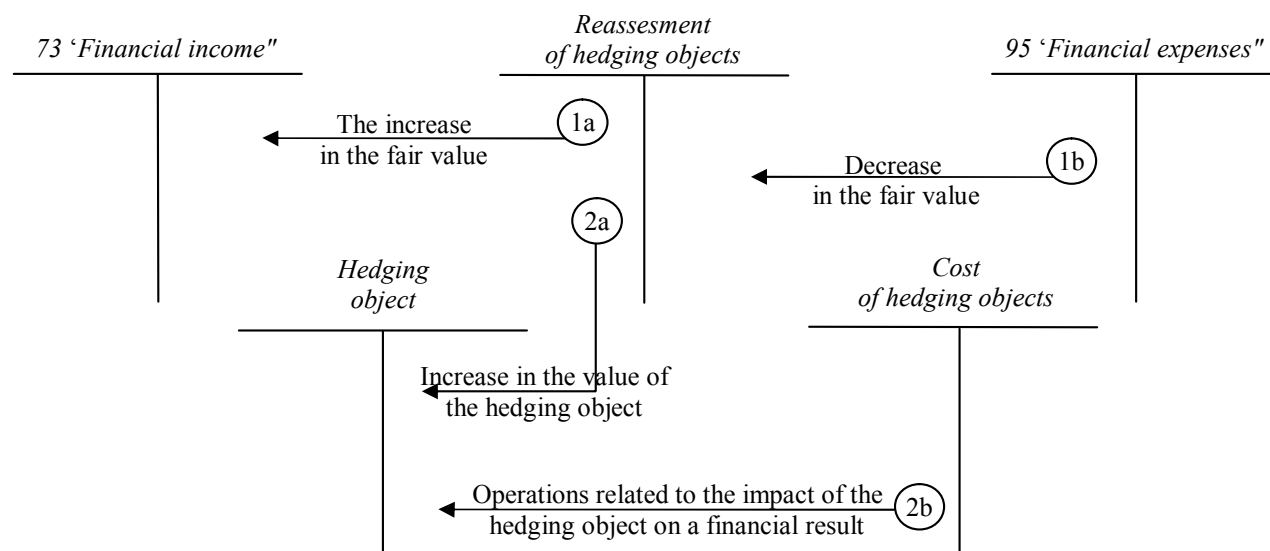 73 ‘Financial income"
Reassesment
of hedging objects
95 ‘Financial expenses"
1a
The increase
in the fair value
1b
Decrease
in the fair value
2a
Hedging
object
Cost
of hedging objects
Increase in the value of
the hedging object
Operations related to the impact of the
hedging object on a financial result
2b